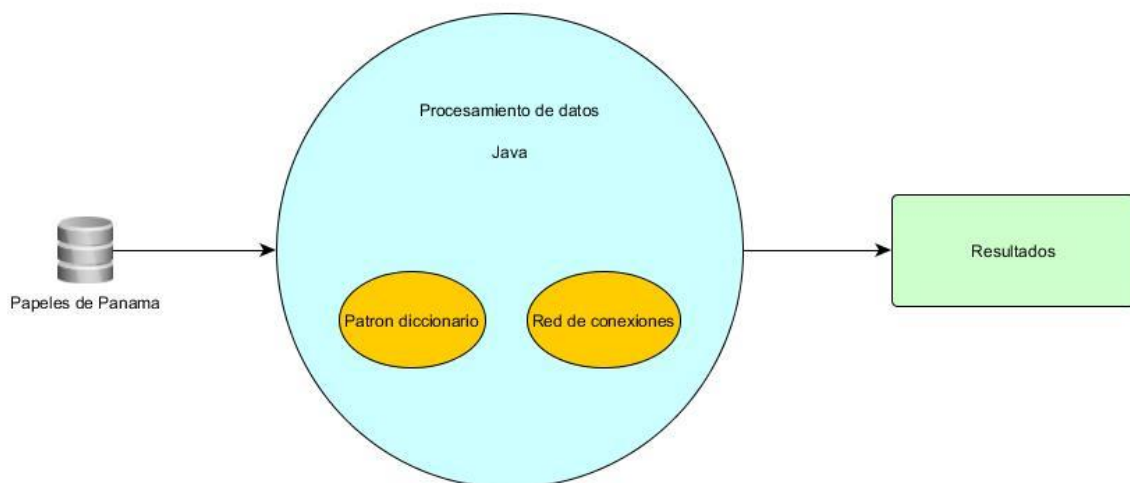 Procesamiento de datos
Java
Papeles de Panama
Patron diccionario
Red de conexiones
Resultados